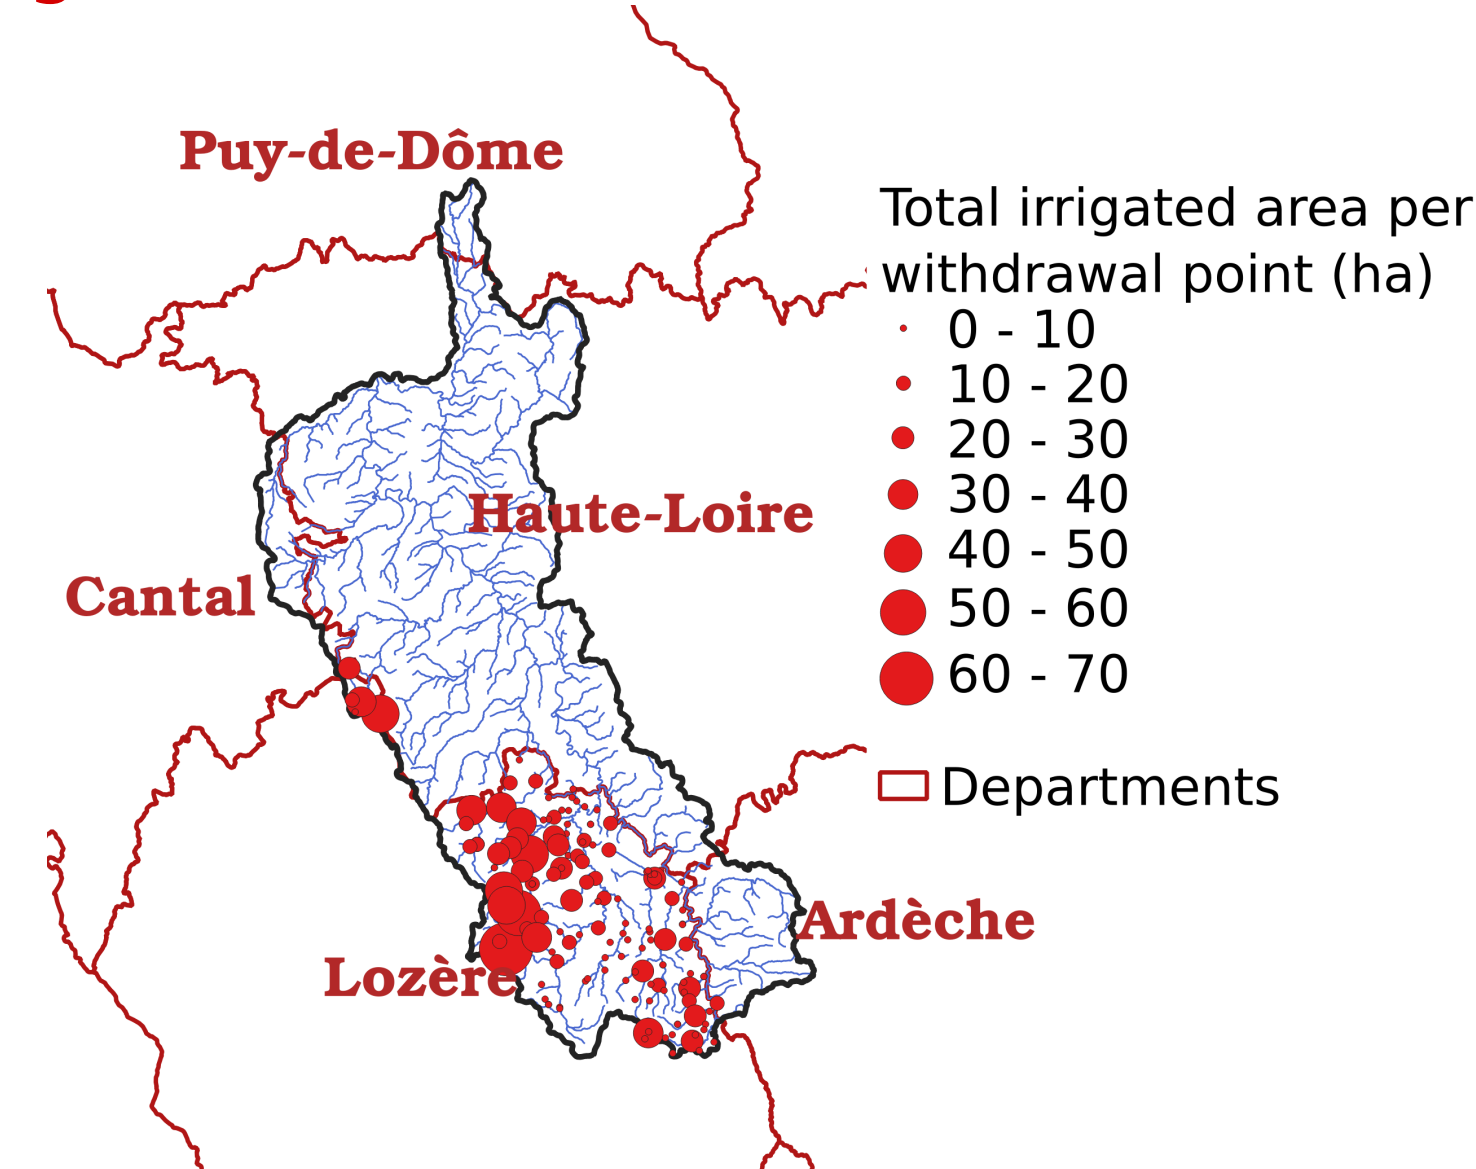 Puy-de-Dôme
Haute-Loire
Cantal
Ardèche
Lozère
Total irrigated area per
withdrawal point (ha)
0 - 10
10 - 20
20 - 30
30 - 40
40 - 50
50 - 60
60 - 70
Departments